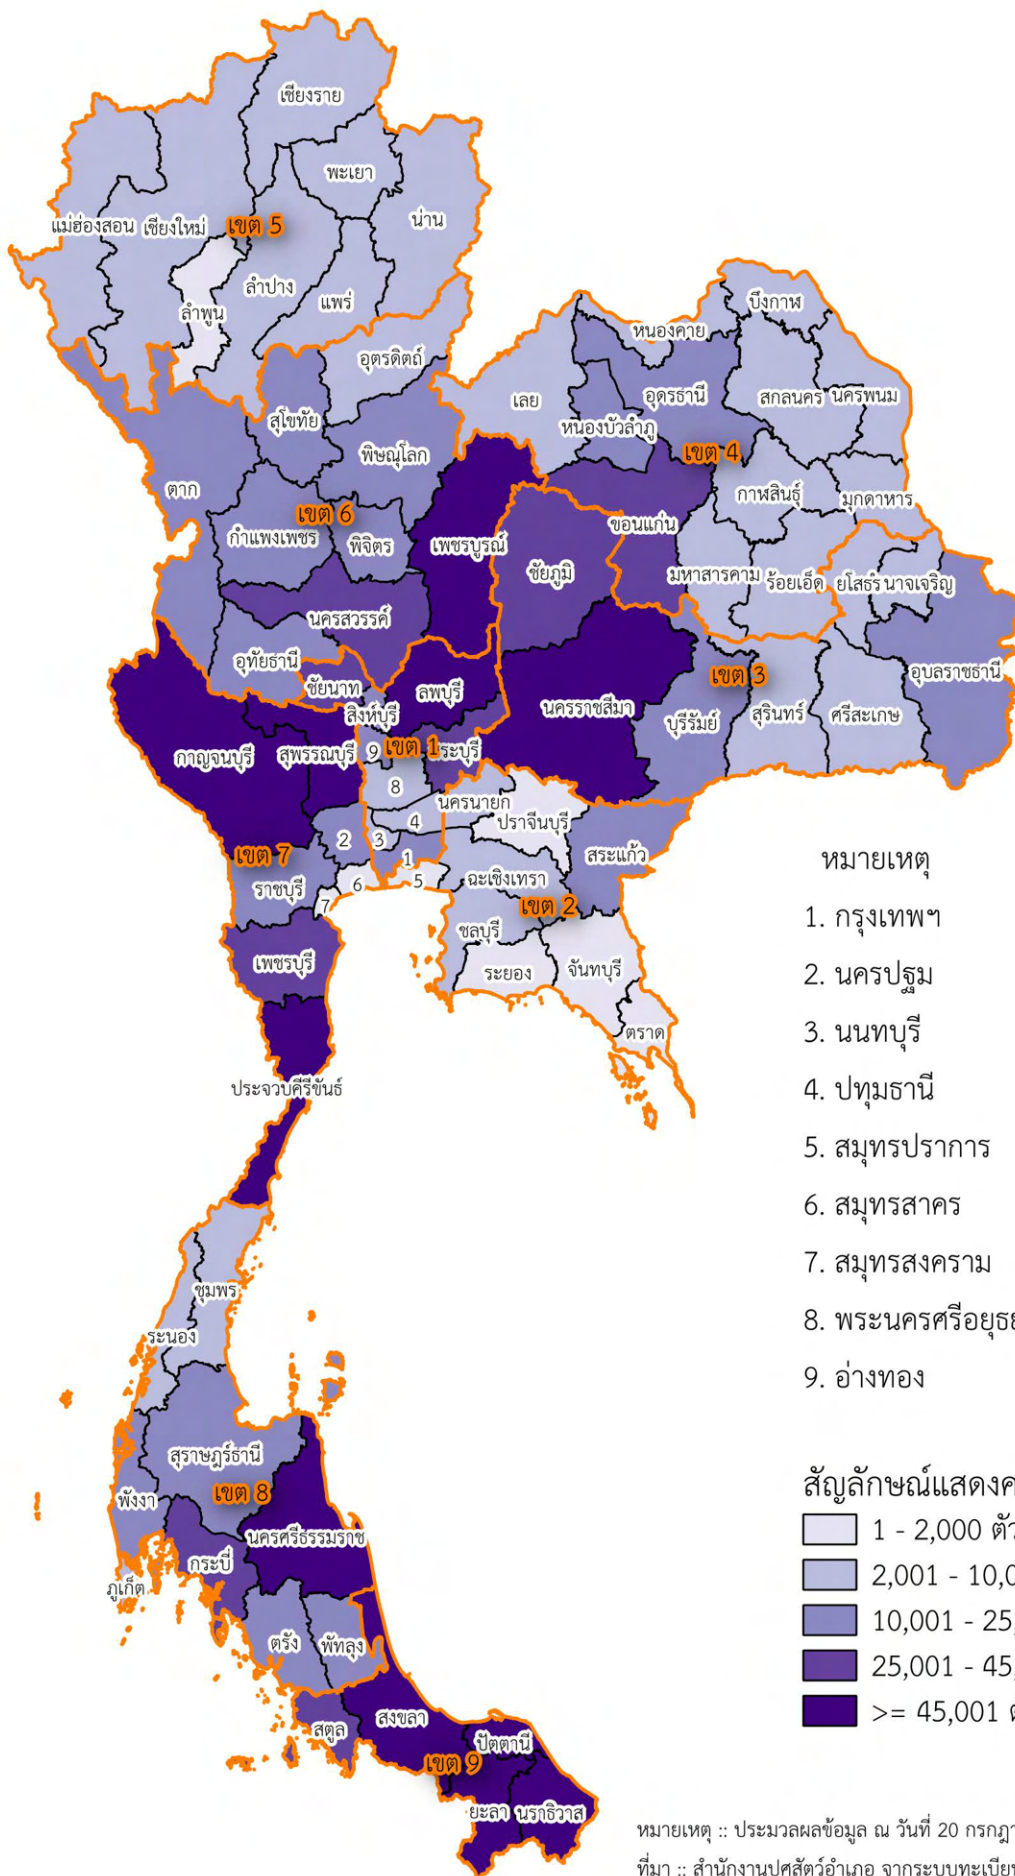 เชียงราย
พะเยา
น่าน
แม่ฮ่องสอน
เชียงใหม่
เขต 5
ลำปาง
แพร่
ลำพูน
อุตรดิตถ์
บึงกาฬ
หนองคาย
เลย
อุดรธานี
สกลนคร
นครพนม
สุโขทัย
หนองบัวลำภู
พิษณุโลก
เขต 4
ตาก
กาฬสินธุ์
มุกดาหาร
เขต 6
กำแพงเพชร
พิจิตร
เพชรบูรณ์
ขอนแก่น
ชัยภูมิ
มหาสารคาม
ร้อยเอ็ด
ยโสธร
นาจเจริญ
นครสวรรค์
อุทัยธานี
เขต 3
อุบลราชธานี
ชัยนาท
ลพบุรี
สิงห์บุรี
นครราชสีมา
บุรีรัมย์
สุรินทร์
ศรีสะเกษ
กาญจนบุรี
สุพรรณบุรี
9
เขต 1
ระบุรี
8
นครนายก
ปราจีนบุรี
4
2
3
1
สระแก้ว
เขต 7
5
6
ฉะเชิงเทรา
ราชบุรี
7
เขต 2
ชลบุรี
เพชรบุรี
ระยอง
จันทบุรี
ตราด
ประจวบคีรีขันธ์
ชุมพร
ระนอง
สุราษฎร์ธานี
เขต 8
พังงา
นครศรีธรรมราช
กระบี่
ภูเก็ต
ตรัง
พัทลุง
สตูล
สงขลา
ปัตตานี
เขต 9
ยะลา
นราธิวาส
หมายเหตุ
1. กรุงเทพฯ
2. นครปฐม
3. นนทบุรี
4. ปทุมธานี
5. สมุทรปราการ
6. สมุทรสาคร
7. สมุทรสงคราม
8. พระนครศรีอยุธย
9. อ่างทอง
สัญลักษณ์แสดงค
1 - 2,000 ตัว
2,001 - 10,0
10,001 - 25,
25,001 - 45,
>= 45,001 ต
หมายเหตุ :: ประมวลผลข้อมูล ณ วันที่ 20 กรกฎา
ที่มา :: สำนักงานปศุสัตว์อำเภอ จากระบบทะเบียน